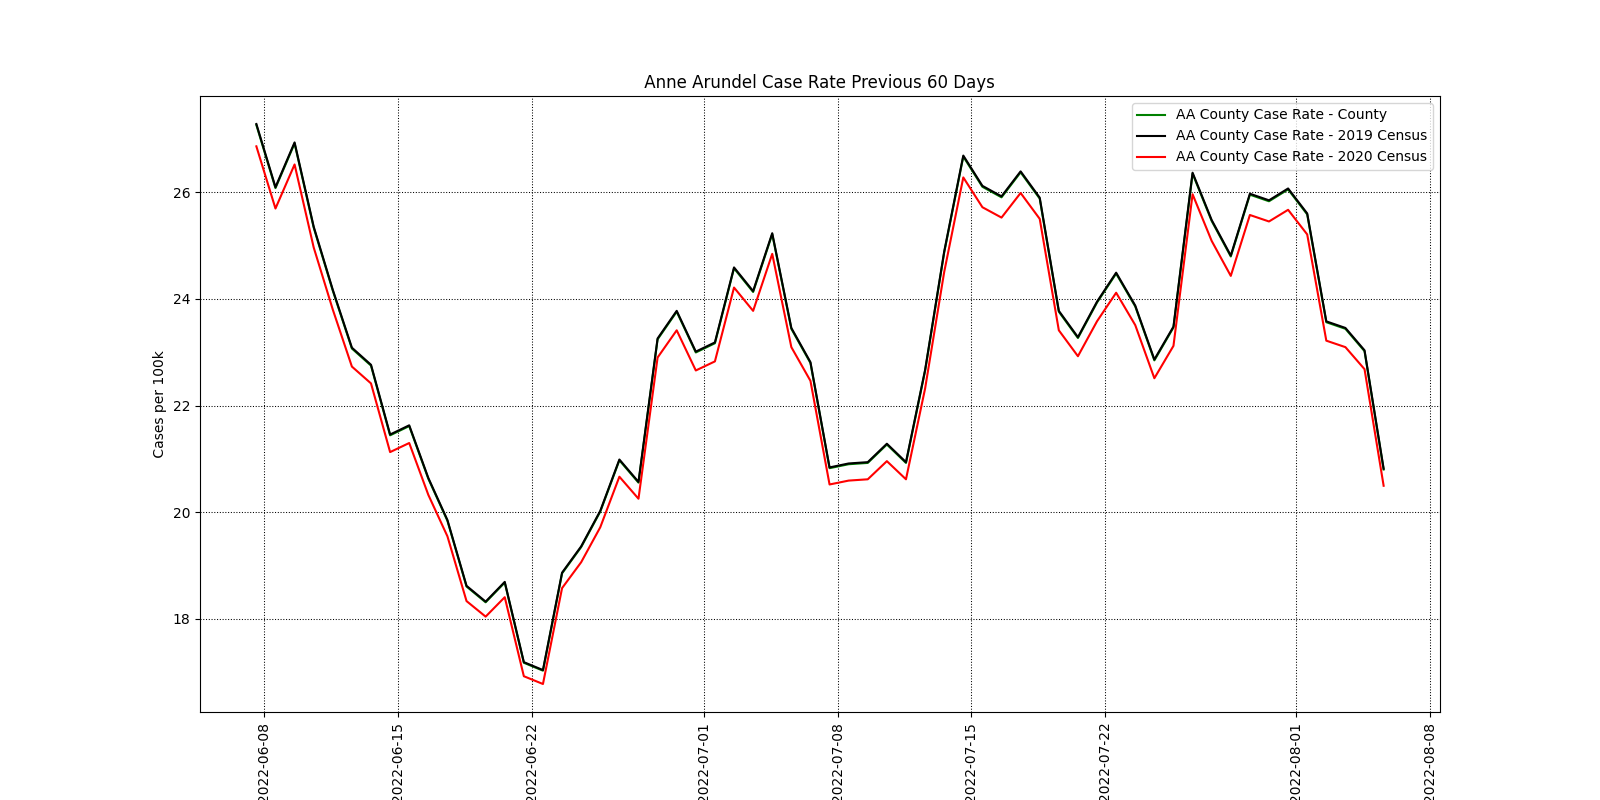 Anne Arundel Case Rate Previous 60 Days
AA County Case Rate - County
AA County Case Rate - 2019 Census
AA County Case Rate - 2020 Census
Cases per 100k
26
24
22
20
18
2022-06-08
2022-06-15
2022-06-22
2022-07-01
2022-07-08
2022-07-15
2022-07-22
2022-08-01
2022-08-08